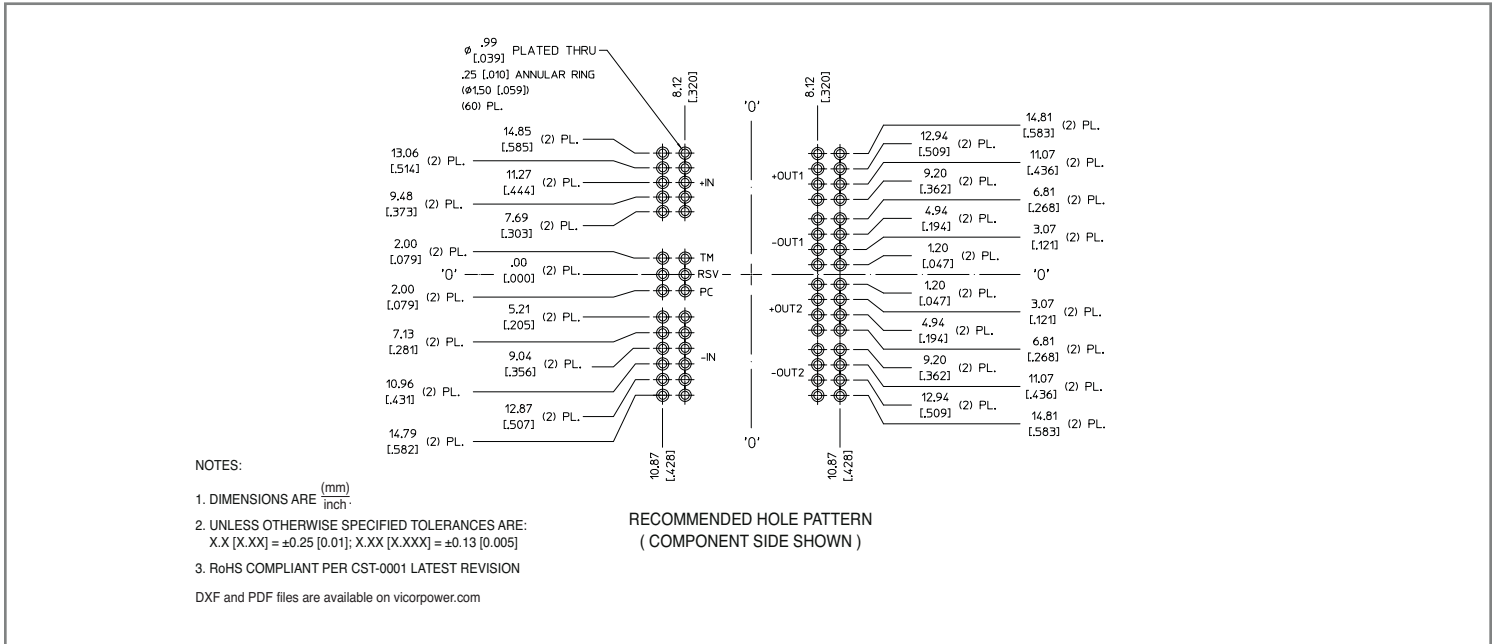 Ø .99 [.039] PLATED THRU
.25 [.010] ANNULAR RING
(Ø1.50 [.059])
(60) PL.
8.12 [.320]
'0'
8.12 [.320]
14.85 [.585] (2) PL.
13.06 [.514] (2) PL.
11.27 [.444] (2) PL.
9.48 [.373] (2) PL.
7.69 [.303] (2) PL.
2.00 [.079] (2) PL.
'0'
.00 [.000] (2) PL.
2.00 [.079] (2) PL.
5.21 [.205] (2) PL.
7.13 [.281] (2) PL.
9.04 [.356] (2) PL.
10.96 [.431] (2) PL.
12.87 [.507] (2) PL.
14.79 [.582] (2) PL.
+IN
TM
RSV
PC
-IN
+OUT1
-OUT1
+OUT2
-OUT2
14.81 [.583] (2) PL.
12.94 [.509] (2) PL.
11.07 [.436] (2) PL.
9.20 [.362] (2) PL.
6.81 [.268] (2) PL.
4.94 [.194] (2) PL.
3.07 [.121] (2) PL.
1.20 [.047] (2) PL.
'0'
1.20 [.047] (2) PL.
3.07 [.121] (2) PL.
4.94 [.194] (2) PL.
6.81 [.268] (2) PL.
9.20 [.362] (2) PL.
11.07 [.436] (2) PL.
12.94 [.509] (2) PL.
14.81 [.583] (2) PL.
10.87 [.428]
'0'
10.87 [.428]
NOTES:
1. DIMENSIONS ARE (mm)/inch.
2. UNLESS OTHERWISE SPECIFIED TOLERANCES ARE:
X.X [X.XX] = ±0.25 [0.01]; X.XX [X.XXX] = ±0.13 [0.005]
3. RoHS COMPLIANT PER CST-0001 LATEST REVISION
DXF and PDF files are available on vicorpower.com
RECOMMENDED HOLE PATTERN
( COMPONENT SIDE SHOWN )